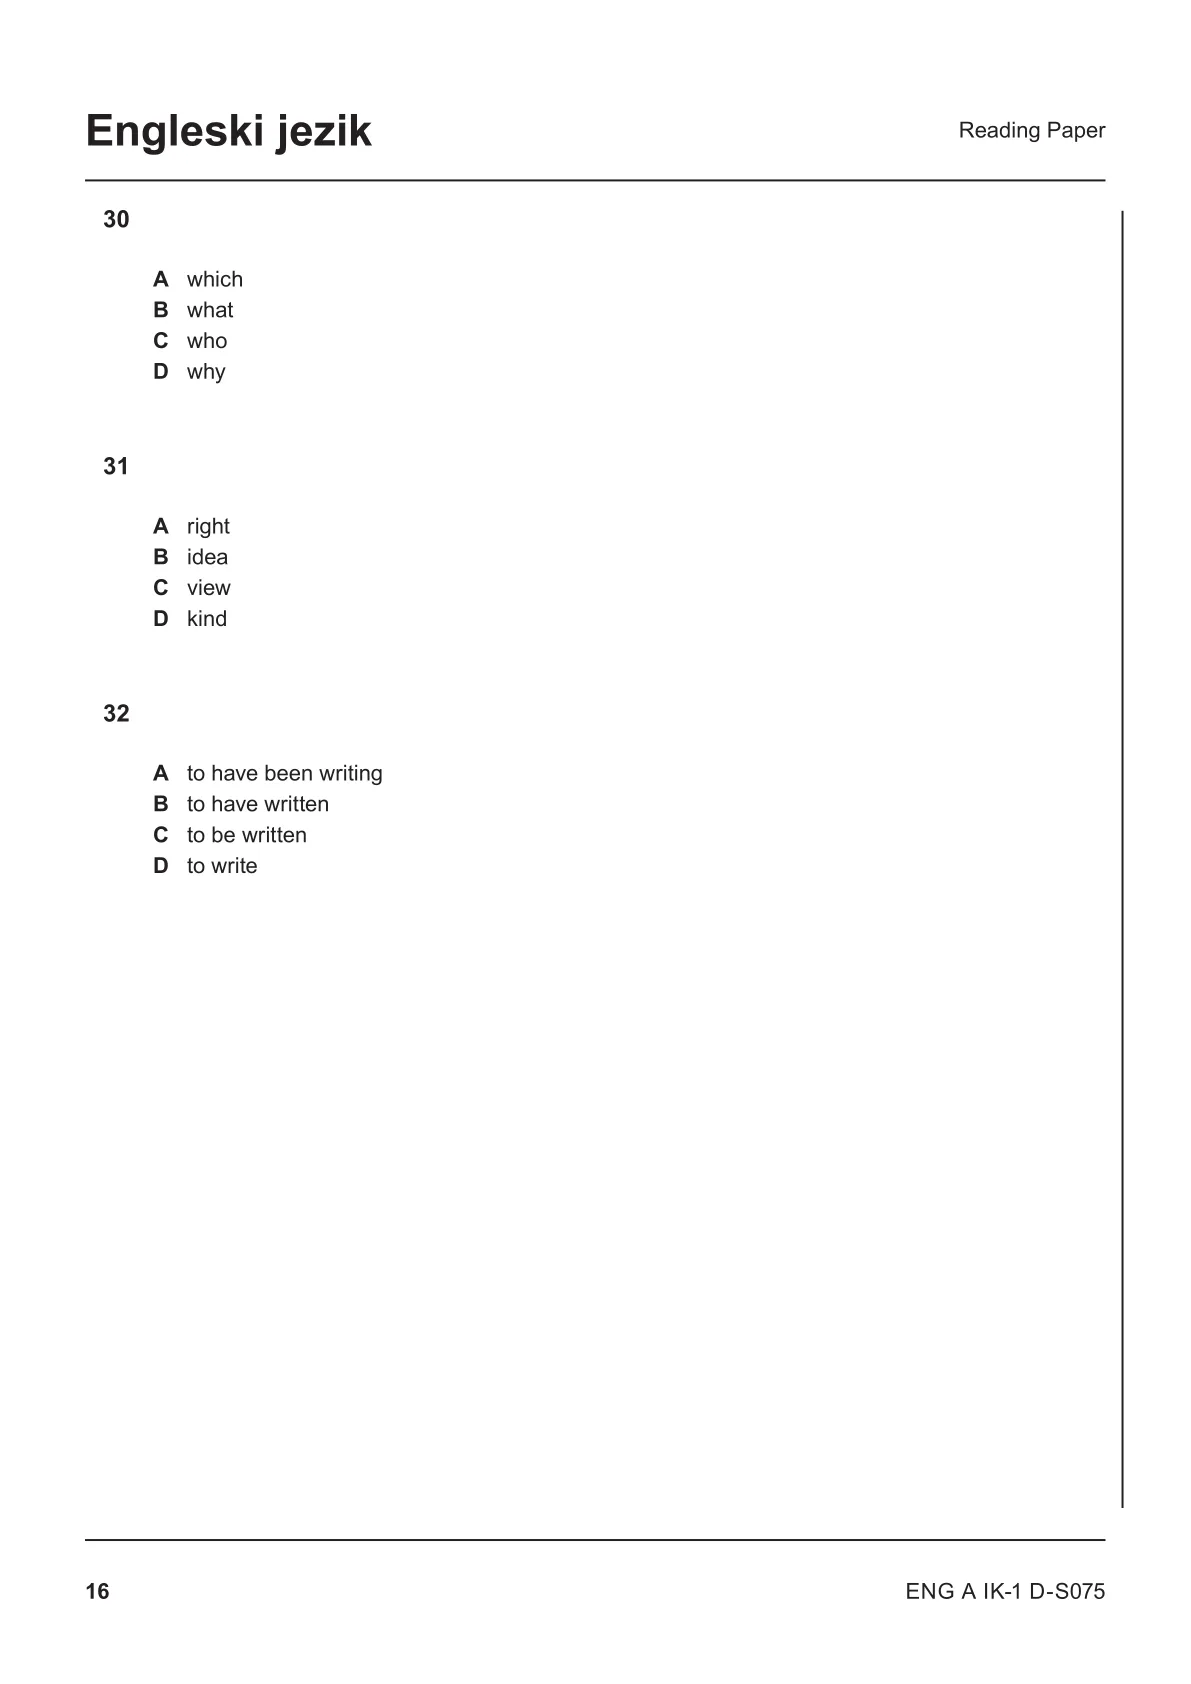 Engleski jezik
Reading Paper
30
A which
B what
C who
D why
31
A right
B idea
C view
D kind
32
A to have been writing
B to have written
C to be written
D to write
16
ENG A IK-1 D-S075